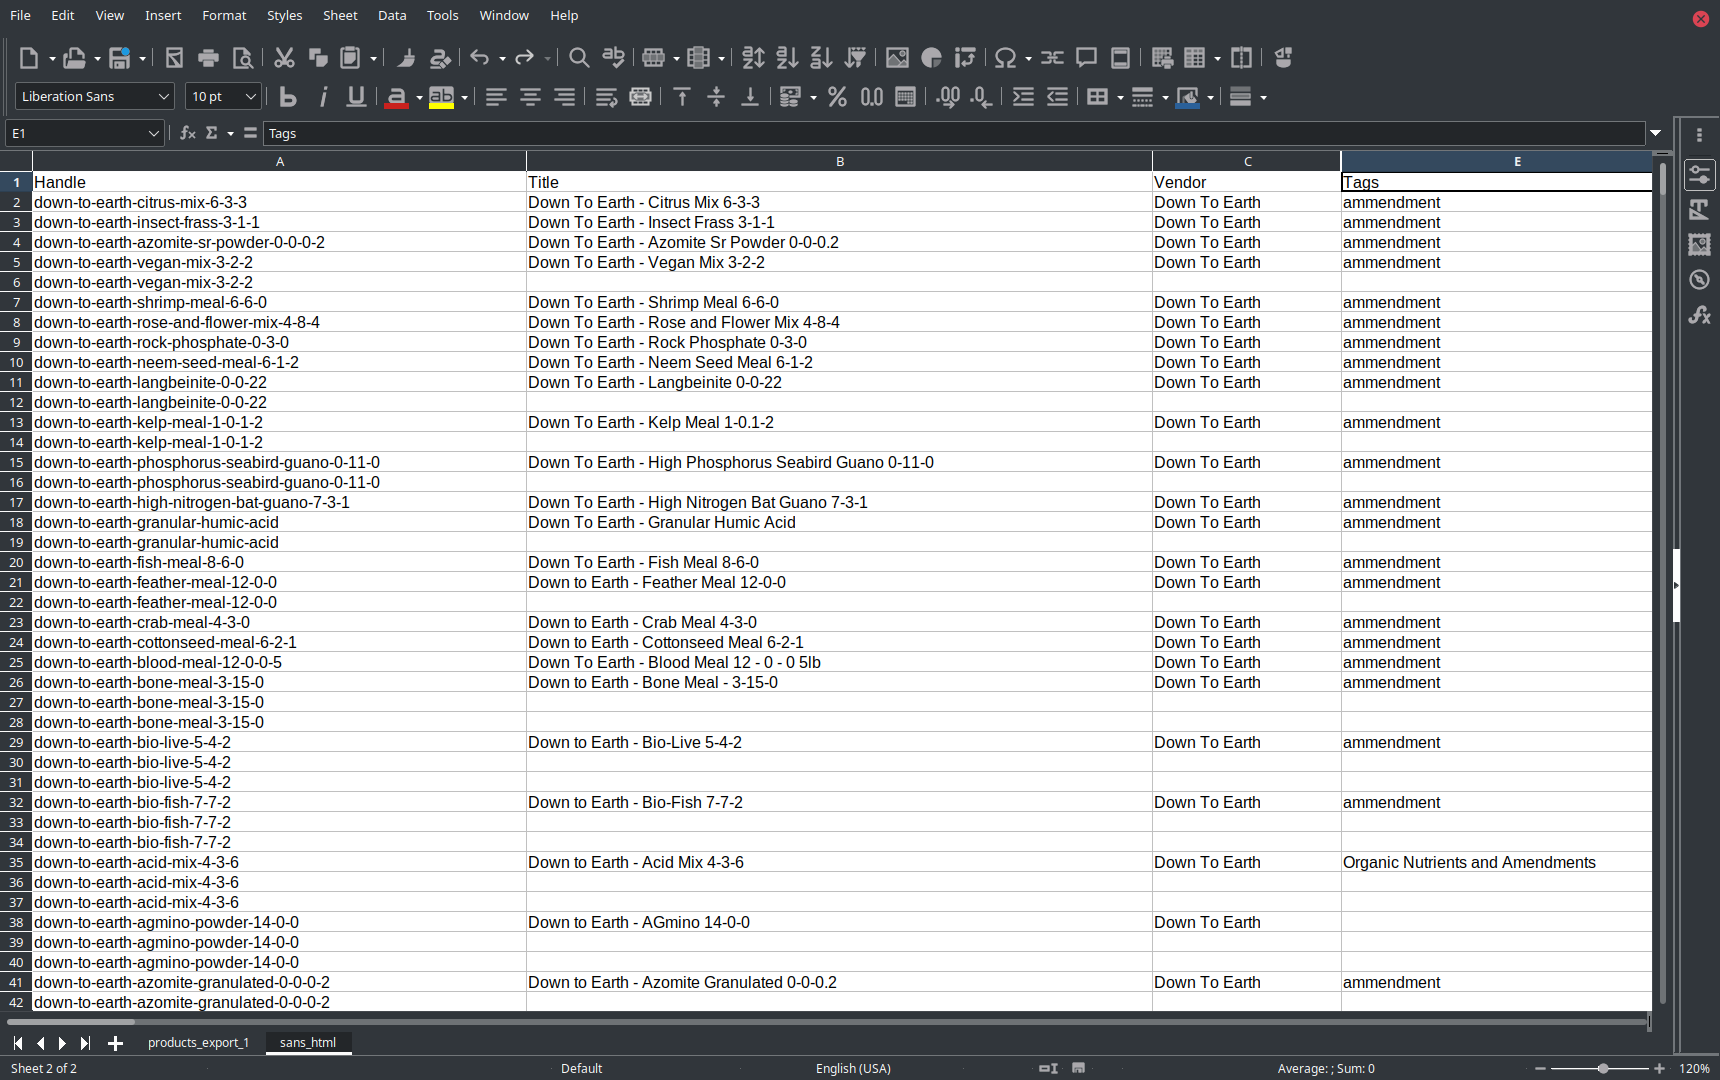 File Edit View Insert Format Styles Sheet Data Tools Window Help
Liberation Sans 10 pt
E1 Tags
A B C E
1 Handle Title Vendor Tags
2 down-to-earth-citrus-mix-6-3-3 Down To Earth - Citrus Mix 6-3-3 Down To Earth ammendment
3 down-to-earth-insect-frass-3-1-1 Down To Earth - Insect Frass 3-1-1 Down To Earth ammendment
4 down-to-earth-azomite-sr-powder-0-0-0-2 Down To Earth - Azomite Sr Powder 0-0-0.2 Down To Earth ammendment
5 down-to-earth-vegan-mix-3-2-2 Down To Earth - Vegan Mix 3-2-2 Down To Earth ammendment
6 down-to-earth-vegan-mix-3-2-2
7 down-to-earth-shrimp-meal-6-6-0 Down To Earth - Shrimp Meal 6-6-0 Down To Earth ammendment
8 down-to-earth-rose-and-flower-mix-4-8-4 Down To Earth - Rose and Flower Mix 4-8-4 Down To Earth ammendment
9 down-to-earth-rock-phosphate-0-3-0 Down To Earth - Rock Phosphate 0-3-0 Down To Earth ammendment
10 down-to-earth-neem-seed-meal-6-1-2 Down To Earth - Neem Seed Meal 6-1-2 Down To Earth ammendment
11 down-to-earth-langbeinite-0-0-22 Down To Earth - Langbeinite 0-0-22 Down To Earth ammendment
12 down-to-earth-langbeinite-0-0-22
13 down-to-earth-kelp-meal-1-0-1-2 Down To Earth - Kelp Meal 1-0.1-2 Down To Earth ammendment
14 down-to-earth-kelp-meal-1-0-1-2
15 down-to-earth-phosphorus-seabird-guano-0-11-0 Down To Earth - High Phosphorus Seabird Guano 0-11-0 Down To Earth ammendment
16 down-to-earth-phosphorus-seabird-guano-0-11-0
17 down-to-earth-high-nitrogen-bat-guano-7-3-1 Down To Earth - High Nitrogen Bat Guano 7-3-1 Down To Earth ammendment
18 down-to-earth-granular-humic-acid Down To Earth - Granular Humic Acid Down To Earth ammendment
19 down-to-earth-granular-humic-acid
20 down-to-earth-fish-meal-8-6-0 Down To Earth - Fish Meal 8-6-0 Down To Earth ammendment
21 down-to-earth-feather-meal-12-0-0 Down to Earth - Feather Meal 12-0-0 Down To Earth ammendment
22 down-to-earth-feather-meal-12-0-0
23 down-to-earth-crab-meal-4-3-0 Down to Earth - Crab Meal 4-3-0 Down To Earth ammendment
24 down-to-earth-cottonseed-meal-6-2-1 Down to Earth - Cottonseed Meal 6-2-1 Down To Earth ammendment
25 down-to-earth-blood-meal-12-0-0-5 Down To Earth - Blood Meal 12 - 0 - 0 5lb Down To Earth ammendment
26 down-to-earth-bone-meal-3-15-0 Down to Earth - Bone Meal - 3-15-0 Down To Earth ammendment
27 down-to-earth-bone-meal-3-15-0
28 down-to-earth-bone-meal-3-15-0
29 down-to-earth-bio-live-5-4-2 Down to Earth - Bio-Live 5-4-2 Down To Earth ammendment
30 down-to-earth-bio-live-5-4-2
31 down-to-earth-bio-live-5-4-2
32 down-to-earth-bio-fish-7-7-2 Down to Earth - Bio-Fish 7-7-2 Down To Earth ammendment
33 down-to-earth-bio-fish-7-7-2
34 down-to-earth-bio-fish-7-7-2
35 down-to-earth-acid-mix-4-3-6 Down to Earth - Acid Mix 4-3-6 Down To Earth Organic Nutrients and Amendments
36 down-to-earth-acid-mix-4-3-6
37 down-to-earth-acid-mix-4-3-6
38 down-to-earth-agmino-powder-14-0-0 Down to Earth - AGmino 14-0-0 Down To Earth
39 down-to-earth-agmino-powder-14-0-0
40 down-to-earth-agmino-powder-14-0-0
41 down-to-earth-azomite-granulated-0-0-0-2 Down to Earth - Azomite Granulated 0-0-0.2 Down To Earth ammendment
42 down-to-earth-azomite-granulated-0-0-0-2
products_export_1 sans_html
Sheet 2 of 2 Default English (USA) Average: ; Sum: 0 120%